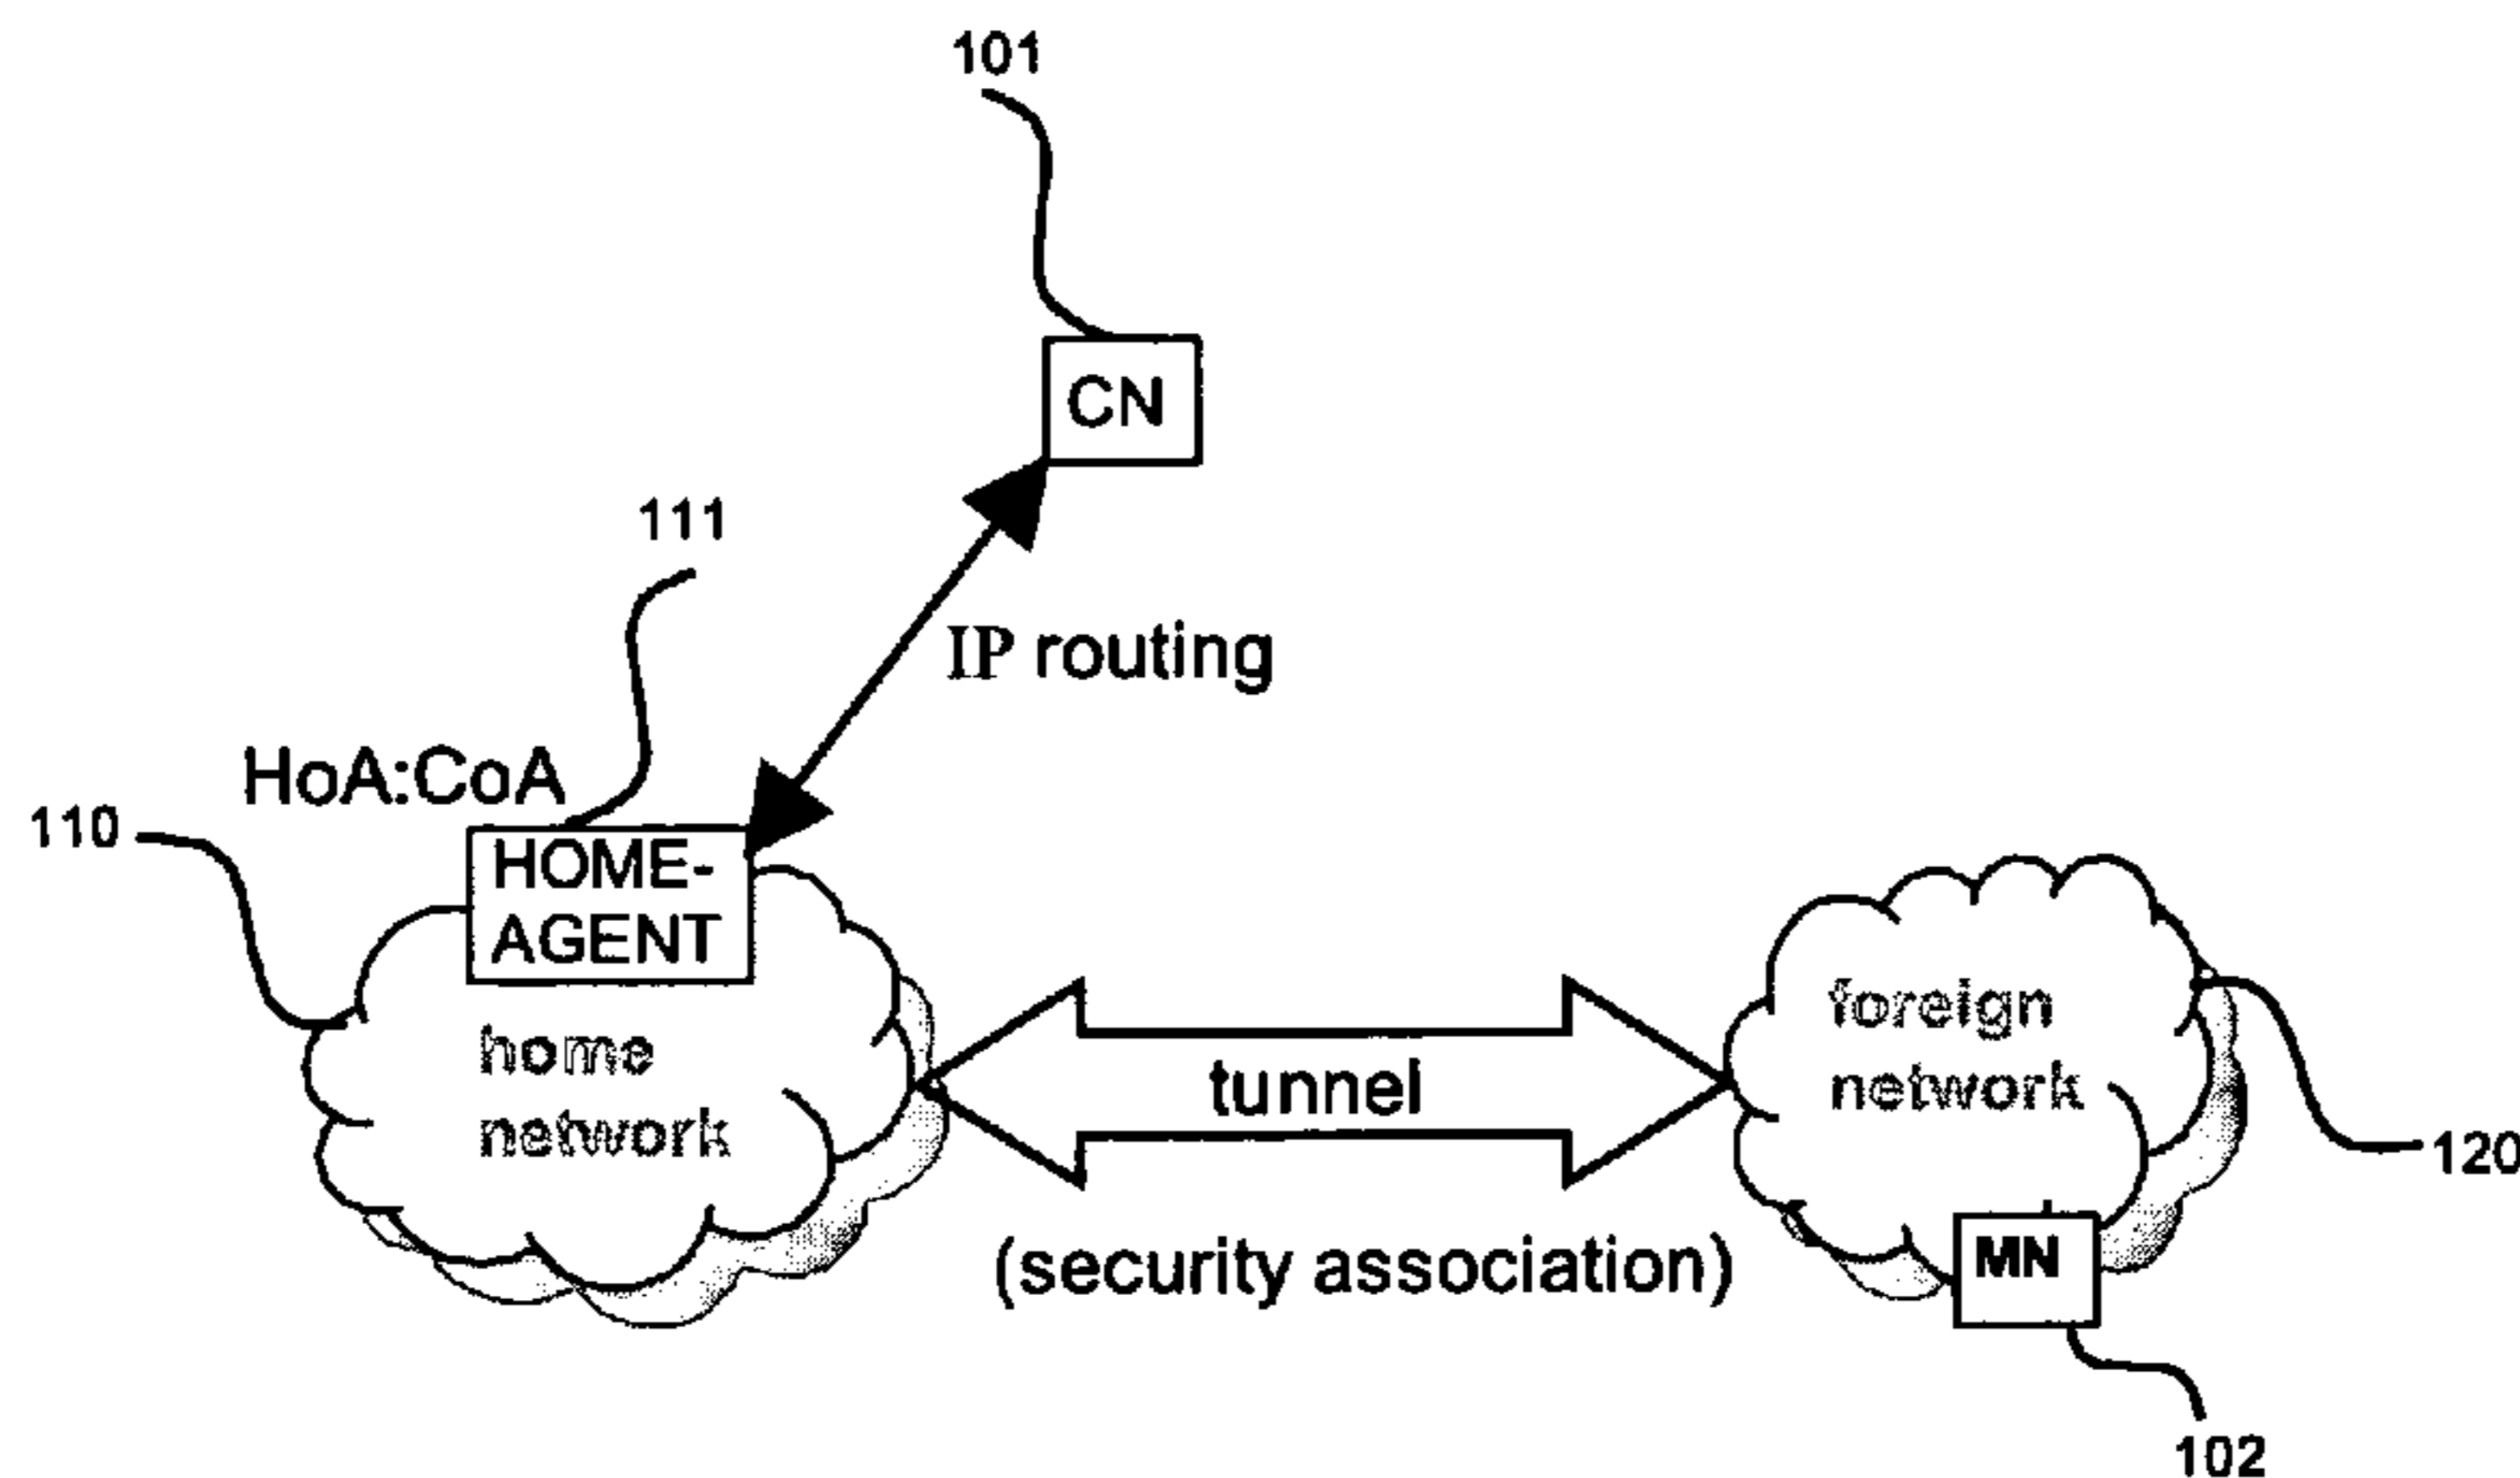 101
CN
111
IP routing
HoA:CoA
110
HOME-
AGENT
home
network
tunnel
(security association)
foreign
network
120
MN
102